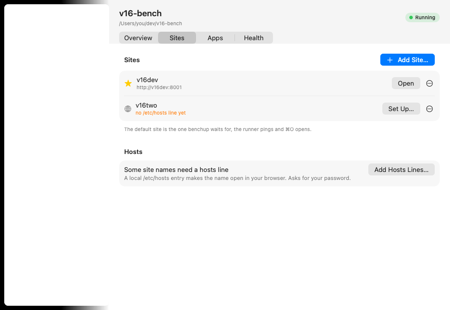 v16-bench
/Users/you/dev/v16-bench
Running
Overview
Sites
Apps
Health
Sites
Add Site...
v16dev
http://v16dev:8001
Open
v16two
no /etc/hosts line yet
Set Up...
The default site is the one benchup waits for, the runner pings and ⌘O opens.
Hosts
Some site names need a hosts line
A local /etc/hosts entry makes the name open in your browser. Asks for your password.
Add Hosts Lines...